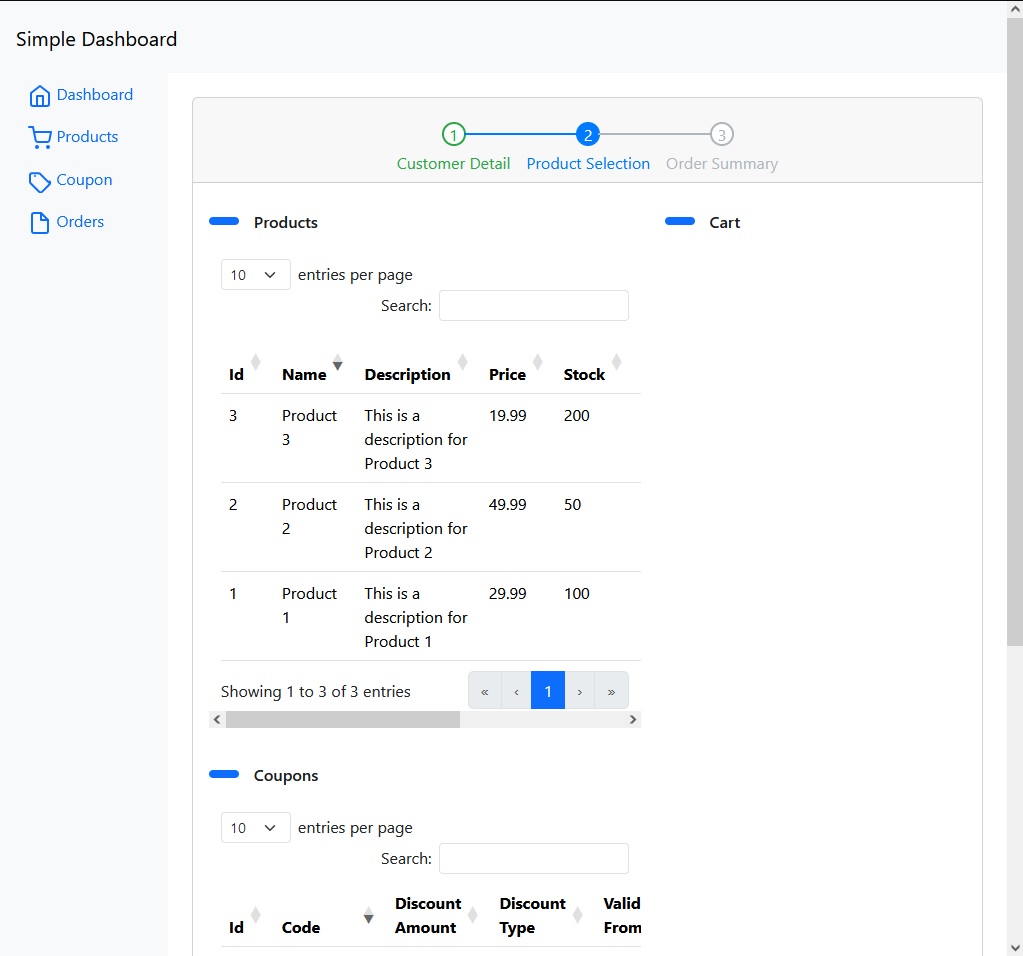 Simple Dashboard
Dashboard
Products
Coupon
Orders
1 2 3
Customer Detail Product Selection Order Summary
Products
10 entries per page
Search:
Id Name Description Price Stock
3 Product 3 This is a description for Product 3 19.99 200
2 Product 2 This is a description for Product 2 49.99 50
1 Product 1 This is a description for Product 1 29.99 100
Showing 1 to 3 of 3 entries « ‹ 1 › »
Coupons
10 entries per page
Search:
Id Code Discount Amount Discount Type Valid From
Cart